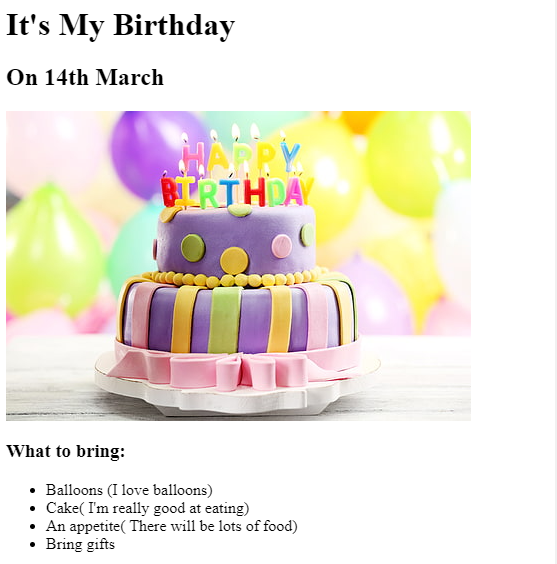 It's My Birthday
On 14th March
HAPPY
BIRTHDAY
What to bring:
Balloons (I love balloons)
Cake( I'm really good at eating)
An appetite( There will be lots of food)
Bring gifts